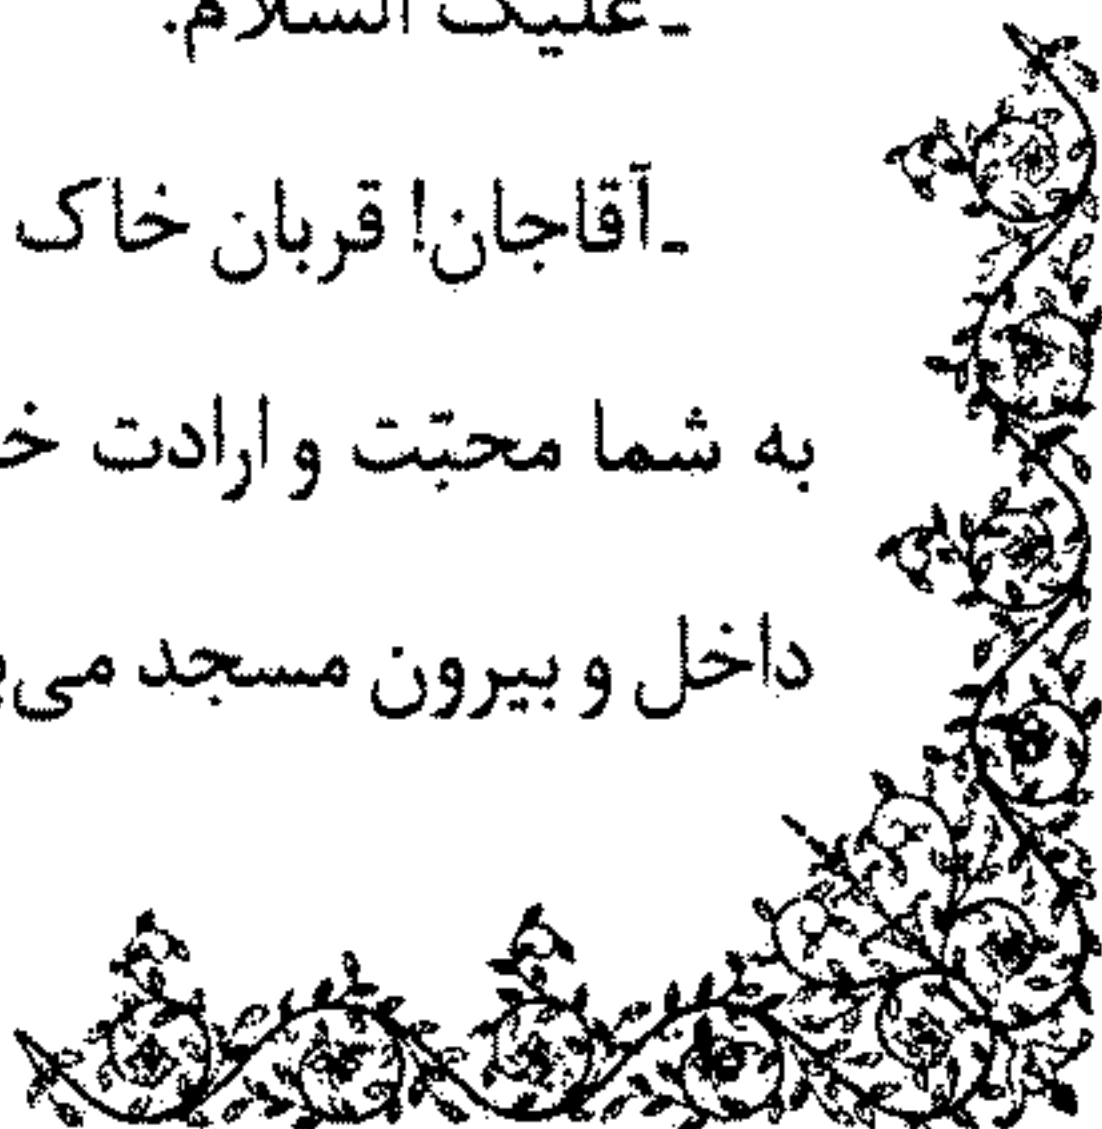 ـ علیک السلام.
ـ آقاجان! قربان خاک
به شما محبّت و ارادت
داخل و بیرون مسجد